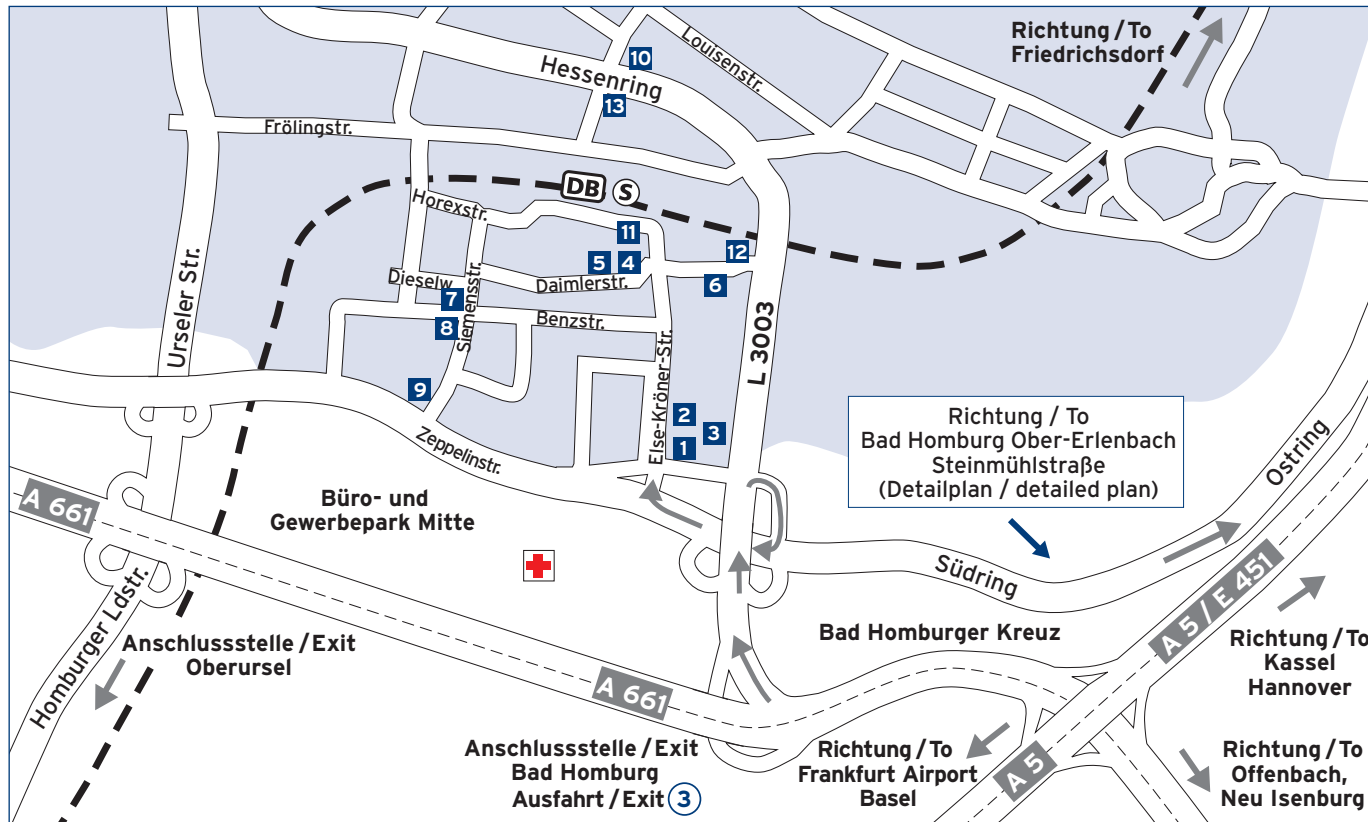 Richtung / To
Friedrichsdorf
10
Louisenstr.
Hessenring
13
Frölingstr.
DB
S
Horexstr.
11
12
5
4
6
Dieselw.
Daimlerstr.
7
Siemensstr.
8
Benzstr.
Urseler Str.
L 3003
9
2
3
1
Else-Kröner-Str.
Zeppelinstr.
Richtung / To
Bad Homburg Ober-Erlenbach
Steinmühlstraße
(Detailplan / detailed plan)
Ostring
A 661
Büro- und
Gewerbepark Mitte
Südring
A 5 / E 451
Homburger Ldstr.
Anschlussstelle / Exit
Oberursel
Bad Homburger Kreuz
Richtung / To
Kassel
Hannover
A 661
Anschlussstelle / Exit
Bad Homburg
Ausfahrt / Exit 3
Richtung / To
Frankfurt Airport
Basel
A 5
Richtung / To
Offenbach,
Neu Isenburg